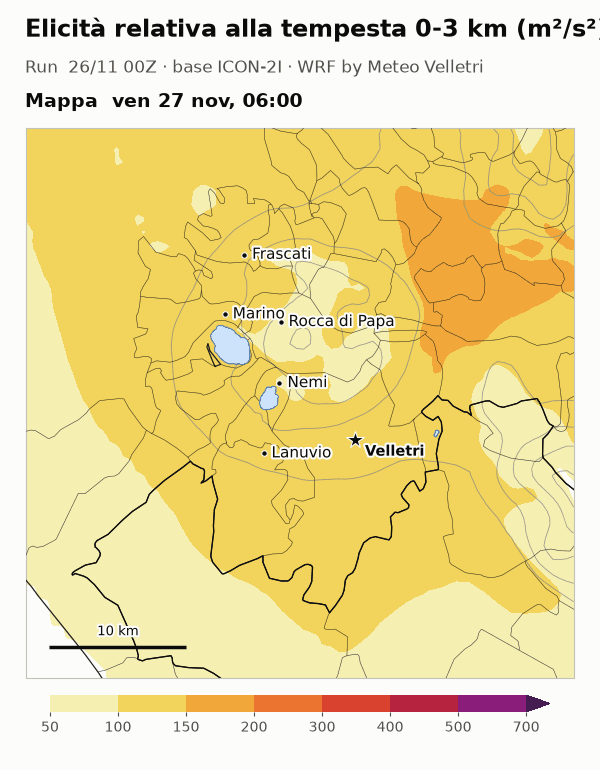 Elicità relativa alla tempesta 0-3 km (m²/s²)
Run 26/11 00Z · base ICON-2I · WRF by Meteo Velletri
Mappa ven 27 nov, 06:00
Frascati
Marino
Rocca di Papa
Nemi
Lanuvio
Velletri
10 km
50 100 150 200 300 400 500 700